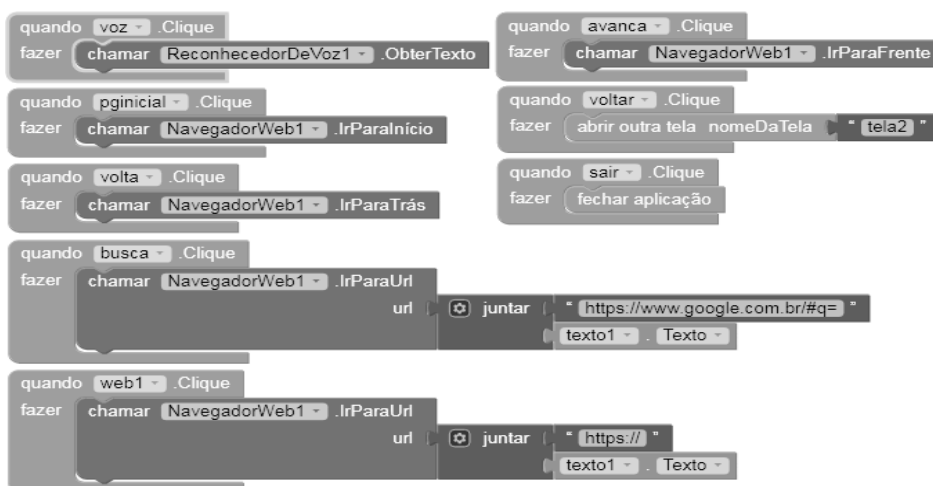 quando voz .Clique
fazer chamar ReconhecedorDeVoz1 .ObterTexto
quando pginicial .Clique
fazer chamar NavegadorWeb1 .IrParaInício
quando volta .Clique
fazer chamar NavegadorWeb1 .IrParaTrás
quando avanca .Clique
fazer chamar NavegadorWeb1 .IrParaFrente
quando voltar .Clique
fazer abrir outra tela nomeDaTela " tela2 "
quando sair .Clique
fazer fechar aplicação
quando busca .Clique
fazer chamar NavegadorWeb1 .IrParaUrl
url juntar " https://www.google.com.br/#q= "
texto1 . Texto
quando web1 .Clique
fazer chamar NavegadorWeb1 .IrParaUrl
url juntar " https:// "
texto1 . Texto